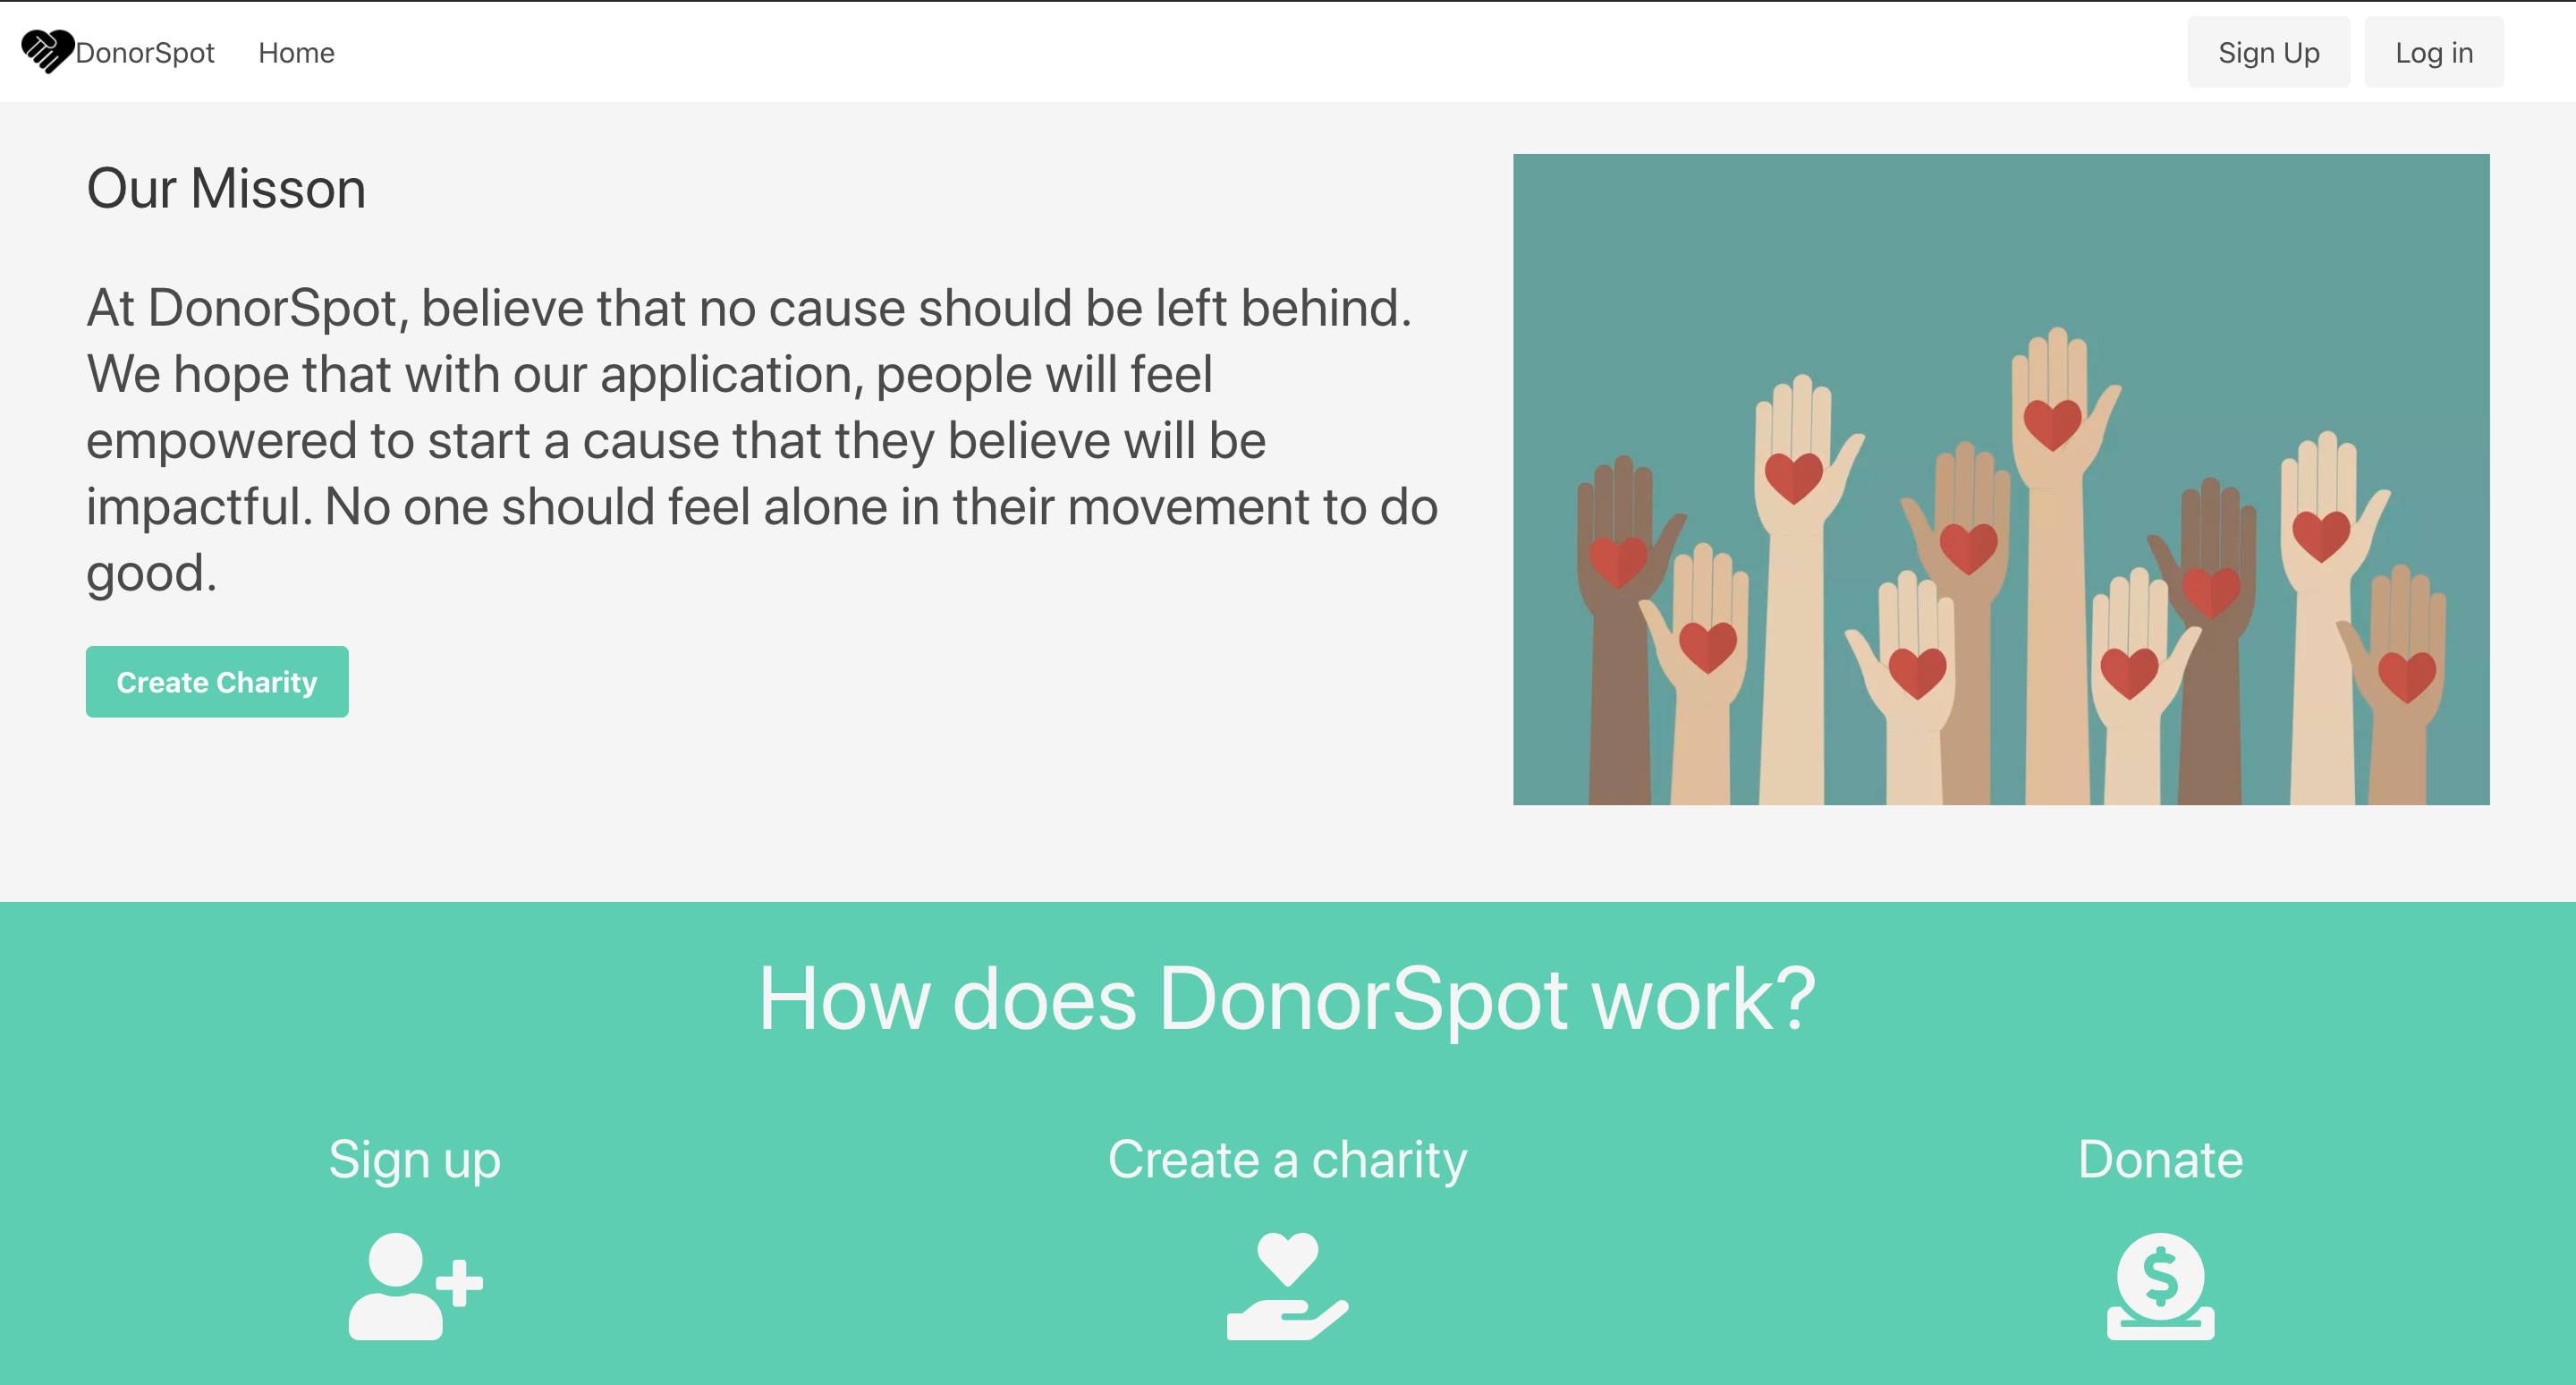 DonorSpot Home Sign Up Log in
Our Misson
At DonorSpot, believe that no cause should be left behind.
We hope that with our application, people will feel
empowered to start a cause that they believe will be
impactful. No one should feel alone in their movement to do
good.
Create Charity
How does DonorSpot work?
Sign up Create a charity Donate
$